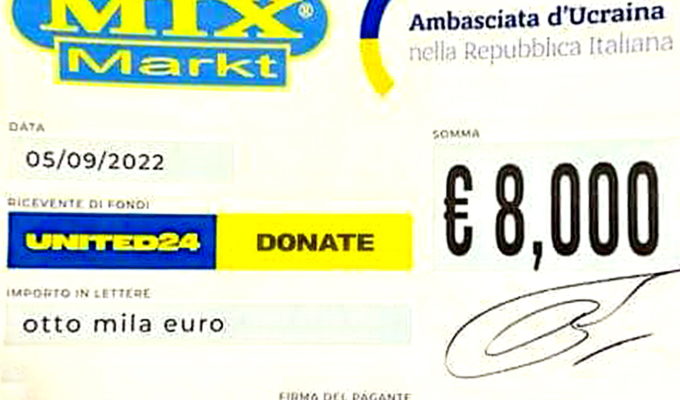 MIX®
Markt
Ambasciata d'Ucraina
nella Repubblica Italiana
DATA
05/09/2022
SOMMA
€ 8,000
RICEVENTE DI FONDI
UNITED24 DONATE
IMPORTO IN LETTERE
otto mila euro
FIRMA DEL PAGANTE